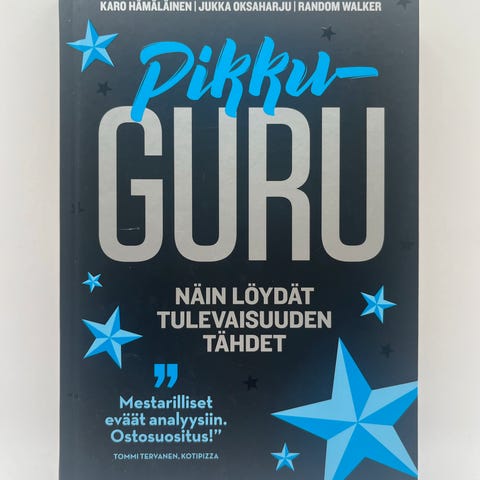 KARO HÄMÄLÄINEN | JUKKA OKSAHARJU | RANDOM WALKER
Pikku-
GURU
NÄIN LÖYDÄT
TULEVAISUUDEN
TÄHDET
”
Mestarilliset
eväät analyysiin.
Ostosuositus!”
TOMMI TERVANEN, KOTIPIZZA